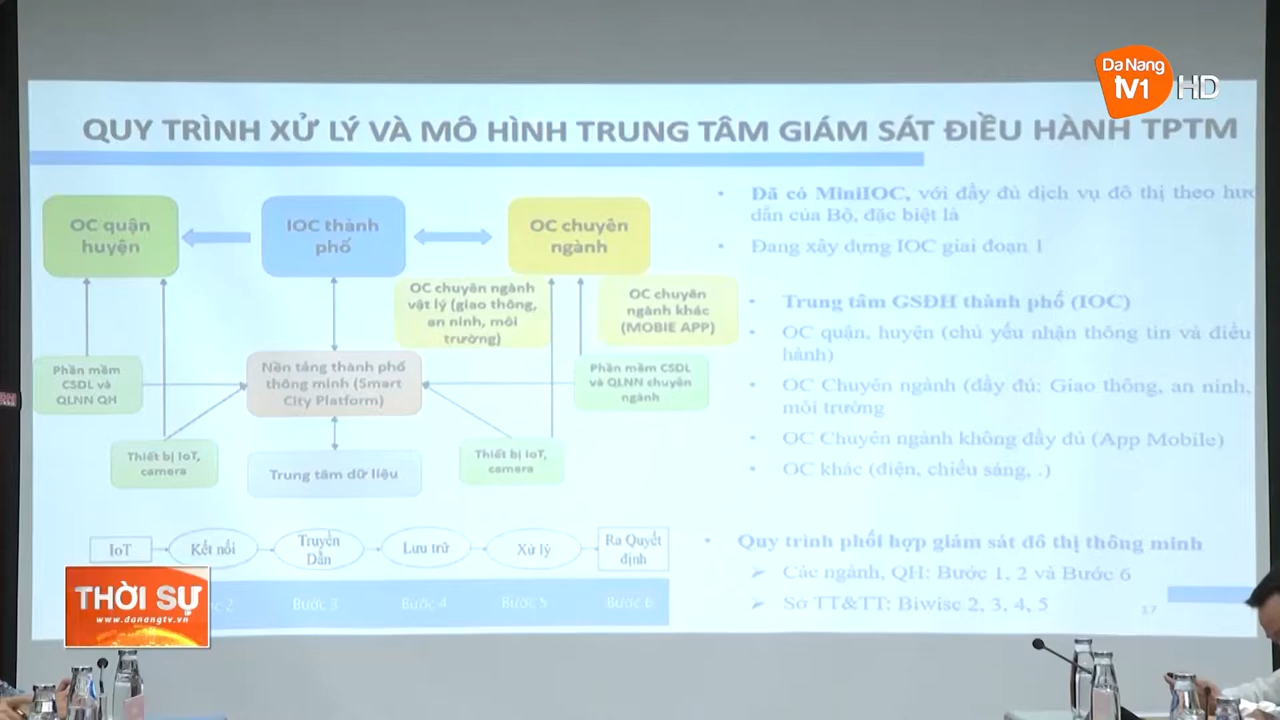 Da Nang
TV1 HD
QUY TRÌNH XỬ LÝ VÀ MÔ HÌNH TRUNG TÂM GIÁM SÁT ĐIỀU HÀNH TPTM
OC quận
huyện
IOC thành
phố
OC chuyên
ngành
OC chuyên ngành
vật lý (giao thông,
an ninh, môi
trường)
OC chuyên
ngành khác
(MOBIE APP)
Phần mềm
CSDL và
QLNN QH
Nền tảng thành phố
thông minh (Smart
City Platform)
Phần mềm CSDL
và QLNN chuyên
ngành
Thiết bị IoT,
camera
Trung tâm dữ liệu
Thiết bị IoT,
camera
IoT
Kết nối
Truyền
Dẫn
Lưu trữ
Xử lý
Ra Quyết
định
2
Bước 3
Bước 4
Bước 5
Bước 6
• Đã có MiniIOC, với đầy đủ dịch vụ đô thị theo
dẫn của Bộ, đặc biệt là
• Đang xây dựng IOC giai đoạn 1
• Trung tâm GSĐH thành phố (IOC)
• OC quận, huyện (chủ yếu nhận thông tin và điều
hành)
• OC Chuyên ngành (đầy đủ: Giao thông, an ninh,
môi trường
• OC Chuyên ngành không đầy đủ (App Mobile)
• OC khác (điện, chiếu sáng, .)
• Quy trình phối hợp giám sát đô thị thông minh
➢ Các ngành, QH: Bước 1, 2 và Bước 6
➢ Sở TT&TT: Biwisc 2, 3, 4, 5
17
THỜI SỰ
www.danangtv.vn